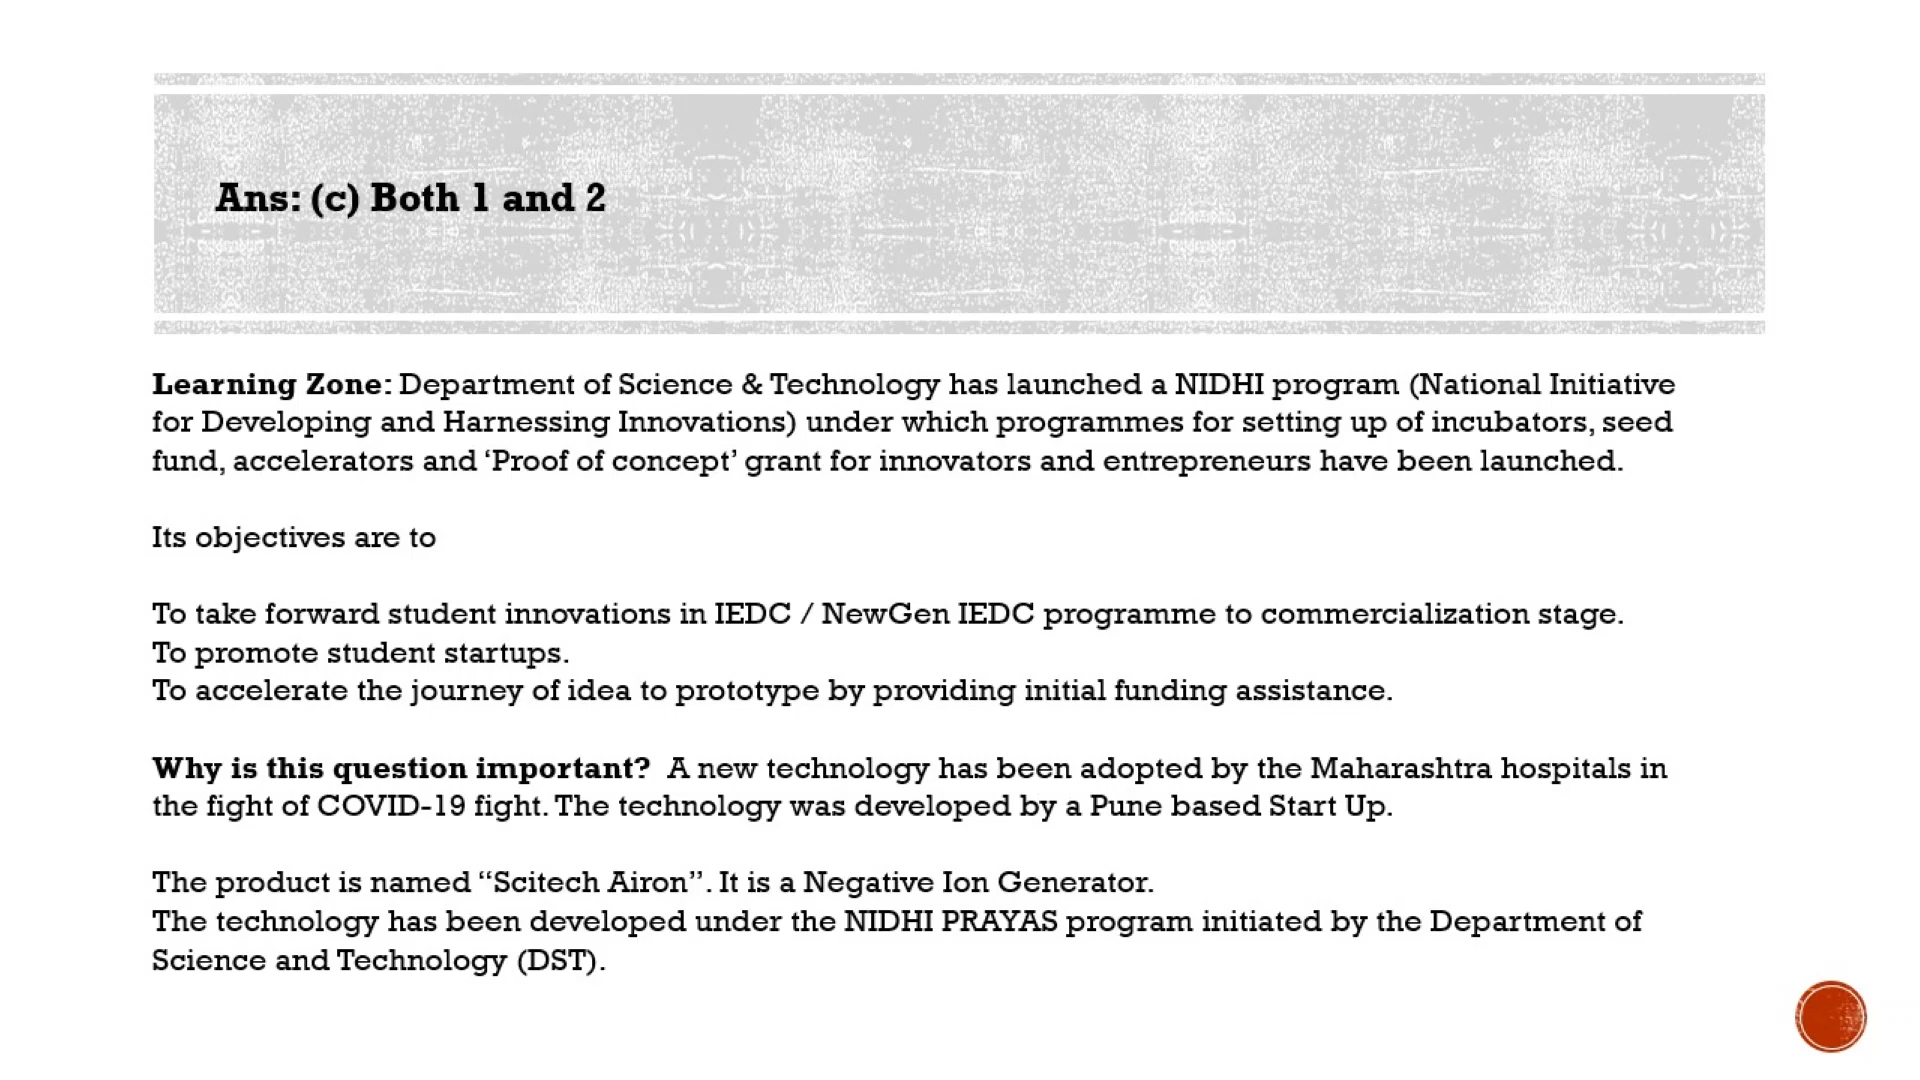 Ans: (c) Both 1 and 2
Learning Zone: Department of Science & Technology has launched a NIDHI program (National Initiative
for Developing and Harnessing Innovations) under which programmes for setting up of incubators, seed
fund, accelerators and ‘Proof of concept’ grant for innovators and entrepreneurs have been launched.
Its objectives are to
To take forward student innovations in IEDC / NewGen IEDC programme to commercialization stage.
To promote student startups.
To accelerate the journey of idea to prototype by providing initial funding assistance.
Why is this question important? A new technology has been adopted by the Maharashtra hospitals in
the fight of COVID-19 fight. The technology was developed by a Pune based Start Up.
The product is named “Scitech Airon”. It is a Negative Ion Generator.
The technology has been developed under the NIDHI PRAYAS program initiated by the Department of
Science and Technology (DST).